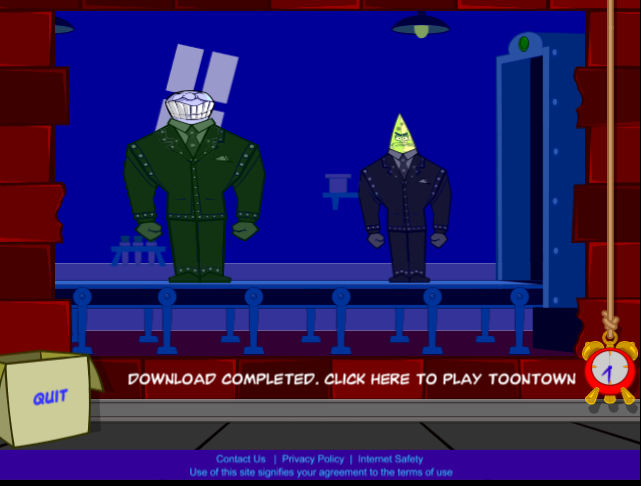 DOWNLOAD COMPLETED. CLICK HERE TO PLAY TOONTOWN
QUIT
Contact Us | Privacy Policy | Internet Safety
Use of this site signifies your agreement to the terms of use